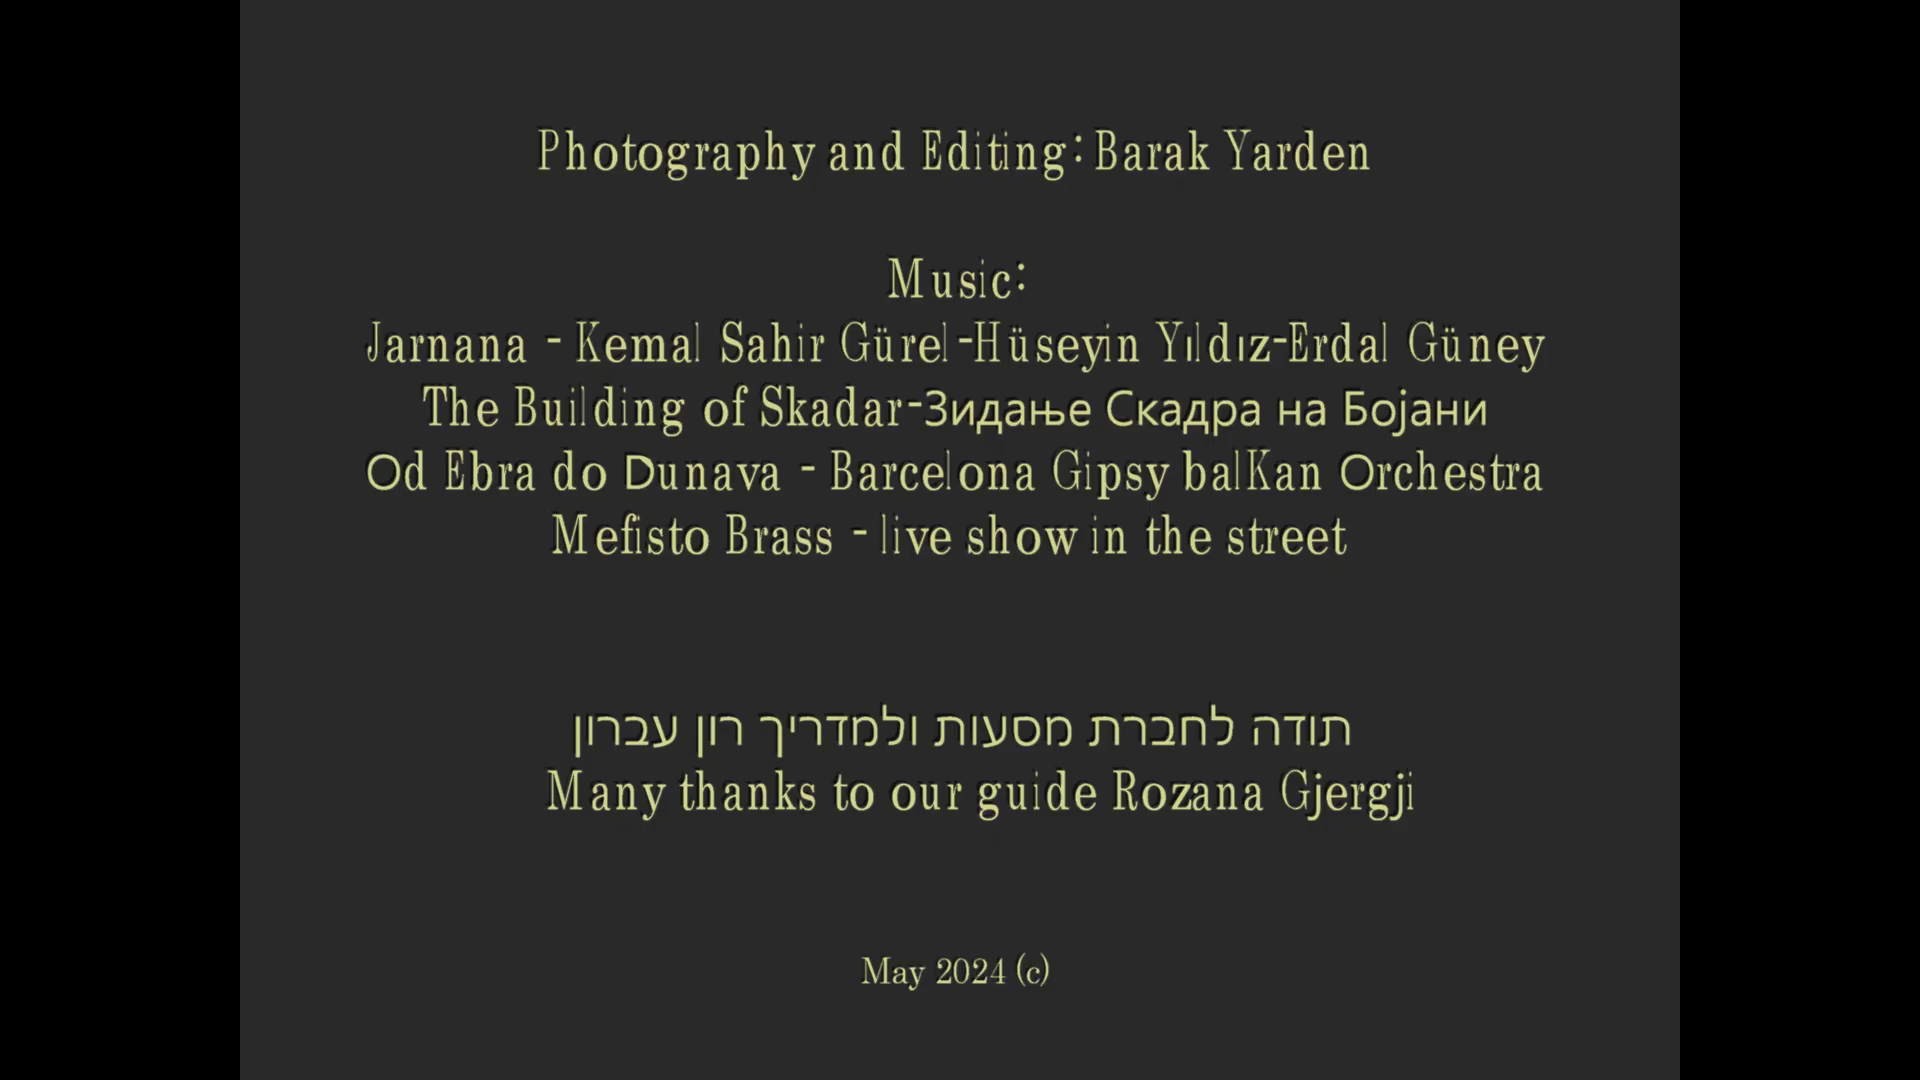 Photography and Editing: Barak Yarden
Music:
Jarnana - Kemal Sahir Gürel-Hüseyin Yıldız-Erdal Güney
The Building of Skadar-Зидање Скадра на Бојани
Od Ebra do Dunava - Barcelona Gipsy balKan Orchestra
Mefisto Brass - live show in the street
תודה לחברת מסעות ולמדריך רון עברון
Many thanks to our guide Rozana Gjergji
May 2024 (c)